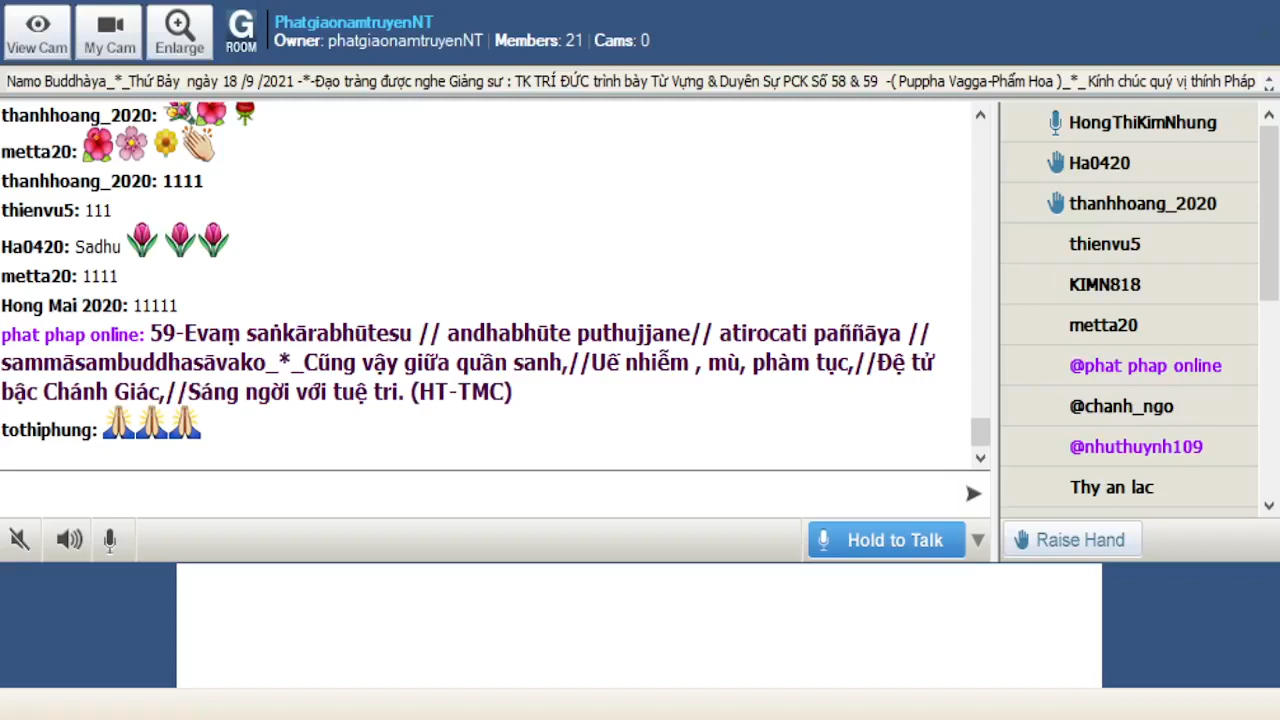 View Cam
My Cam
Enlarge
G
ROOM
PhatgiaonamtruyenNT
Owner: phatgiaonamtruyenNT | Members: 21 | Cams: 0
Namo Buddhàya_*_Thứ Bảy ngày 18 /9 /2021 -*-Đạo tràng được nghe Giảng sư : TK TRÍ ĐỨC trình bày Từ Vựng & Duyên Sự PCK Số 58 & 59 -( Puppha Vagga-Phẩm Hoa )_*_ Kính chúc quý vị thính Pháp
thanhhoang_2020:
metta20:
thanhhoang_2020: 1111
thienvu5: 111
Ha0420: Sadhu
metta20: 1111
Hong Mai 2020: 11111
phat phap online: 59-Evaṃ saṅkārabhūtesu // andhabhūte puthujjane// atirocati paññāya //
sammāsambuddhasāvako_*_Cũng vậy giữa quần sanh,//Uế nhiễm , mù, phàm tục,//Đệ tử
bậc Chánh Giác,//Sáng ngời với tuệ tri. (HT-TMC)
tothiphung:
HongThiKimNhung
Ha0420
thanhhoang_2020
thienvu5
KIMN818
metta20
@phat phap online
@chanh_ngo
@nhuthuynh109
Thy an lac
Hold to Talk
Raise Hand